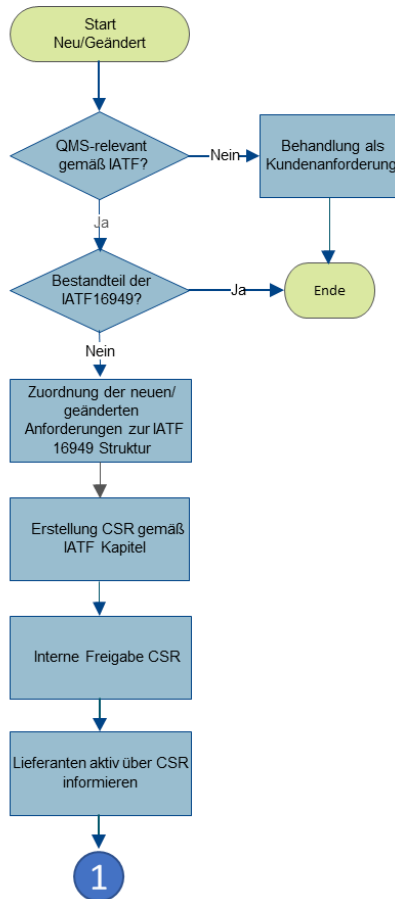 Start
Neu/Geändert
QMS-relevant
gemäß IATF?
Nein
Behandlung als
Kundenanforderung
Ja
Bestandteil der
IATF16949?
Ja
Ende
Nein
Zuordnung der neuen/
geänderten
Anforderungen zur IATF
16949 Struktur
Erstellung CSR gemäß
IATF Kapitel
Interne Freigabe CSR
Lieferanten aktiv über CSR
informieren
1